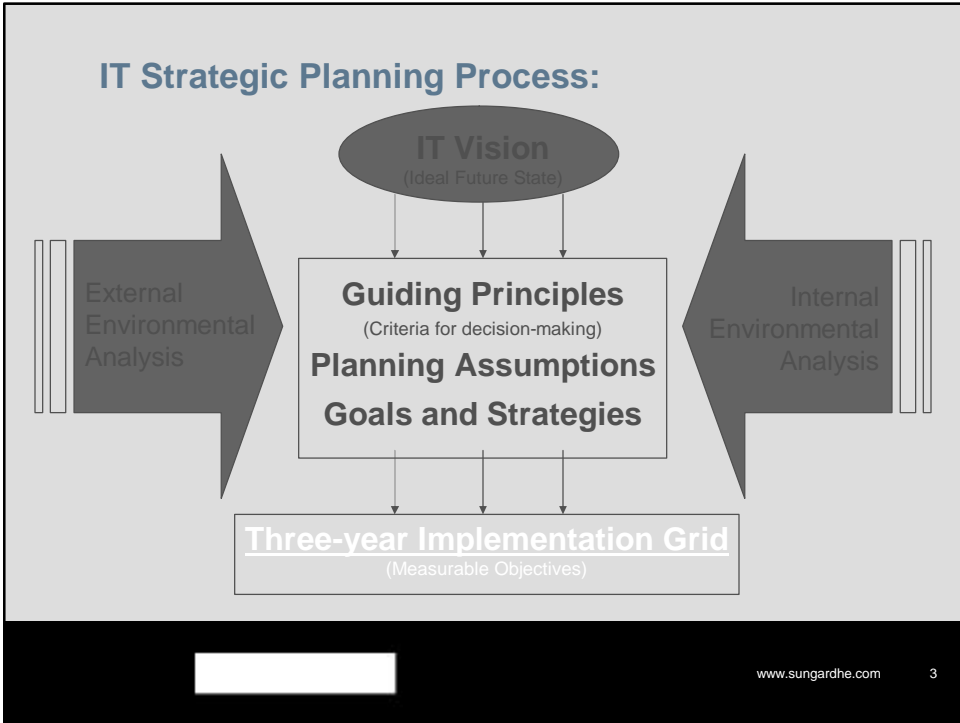 IT Strategic Planning Process:
IT Vision
(Ideal Future State)
External
Environmental
Analysis
Guiding Principles
(Criteria for decision-making)
Planning Assumptions
Goals and Strategies
Internal
Environmental
Analysis
Three-year Implementation Grid
(Measurable Objectives)
www.sungardhe.com 3